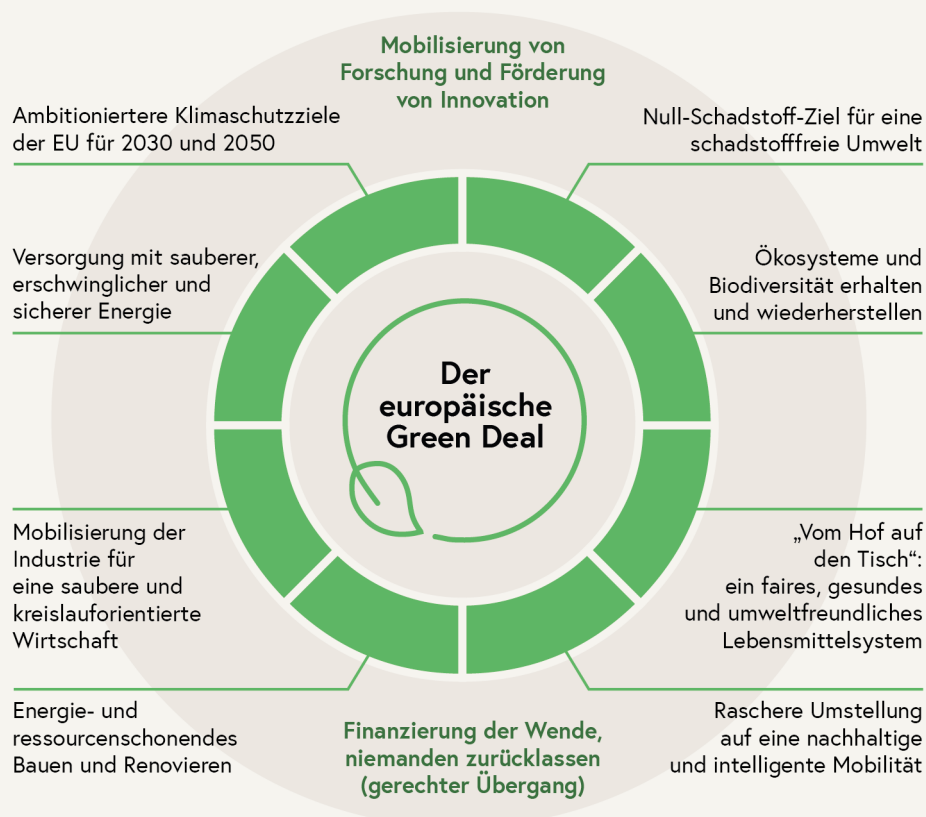 Mobilisierung von
Forschung und Förderung
von Innovation
Ambitioniertere Klimaschutzziele
der EU für 2030 und 2050
Null-Schadstoff-Ziel für eine
schadstofffreie Umwelt
Versorgung mit sauberer,
erschwinglicher und
sicherer Energie
Ökosysteme und
Biodiversität erhalten
und wiederherstellen
Der
europäische
Green Deal
Mobilisierung der
Industrie für
eine saubere und
kreislauforientierte
Wirtschaft
„Vom Hof auf
den Tisch“:
ein faires, gesundes
und umweltfreundliches
Lebensmittelsystem
Energie- und
ressourcenschonendes
Bauen und Renovieren
Finanzierung der Wende,
niemanden zurücklassen
(gerechter Übergang)
Raschere Umstellung
auf eine nachhaltige
und intelligente Mobilität